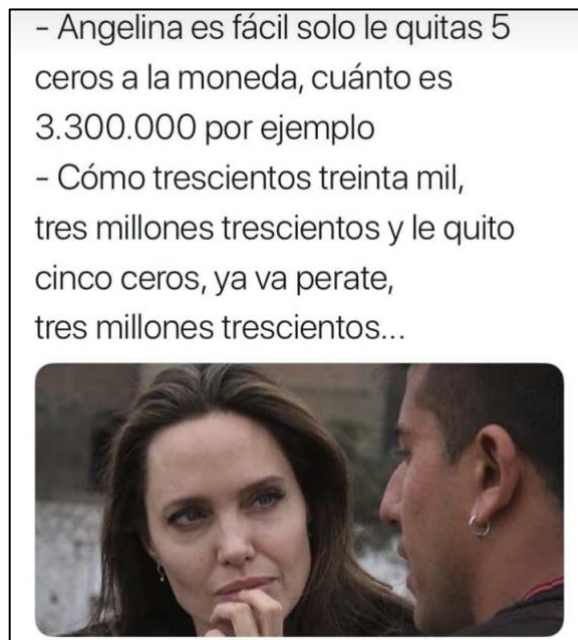 - Angelina es fácil solo le quitas 5
ceros a la moneda, cuánto es
3.300.000 por ejemplo
- Cómo trescientos treinta mil,
tres millones trescientos y le quito
cinco ceros, ya va perate,
tres millones trescientos...